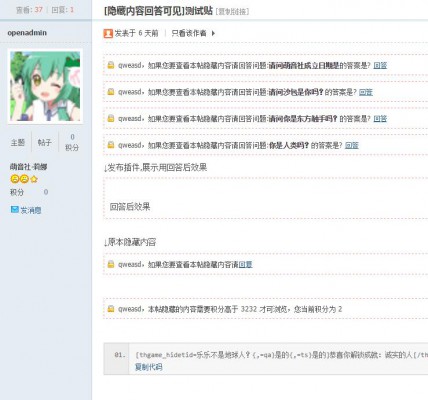 查看: 37 | 回复: 1
[隐藏内容回答可见]测试贴 [复制链接]
openadmin
发表于 6 天前 | 只看该作者
qweasd，如果您要查看本帖隐藏内容请回答问题:请问萌音社成立日期是的答案是? 回答
qweasd，如果您要查看本帖隐藏内容请回答问题:请问沙包是你吗？的答案是? 回答
qweasd，如果您要查看本帖隐藏内容请回答问题:请问你是东方触手吗？的答案是? 回答
qweasd，如果您要查看本帖隐藏内容请回答问题:你是人类吗？的答案是? 回答
主题 帖子 0
积分
↓发布插件,展示用回答后效果
萌音社·莉娜
积分 0
发消息
回答后效果
↓原本隐藏内容
qweasd，如果您要查看本帖隐藏内容请回复
qweasd，本帖隐藏的内容需要积分高于 3232 才可浏览，您当前积分为 2
01. [thgame_hidetid=乐乐不是地球人？{,=qa}是的{,=ts}是的}恭喜你解锁成就：诚实的人[/th
复制代码